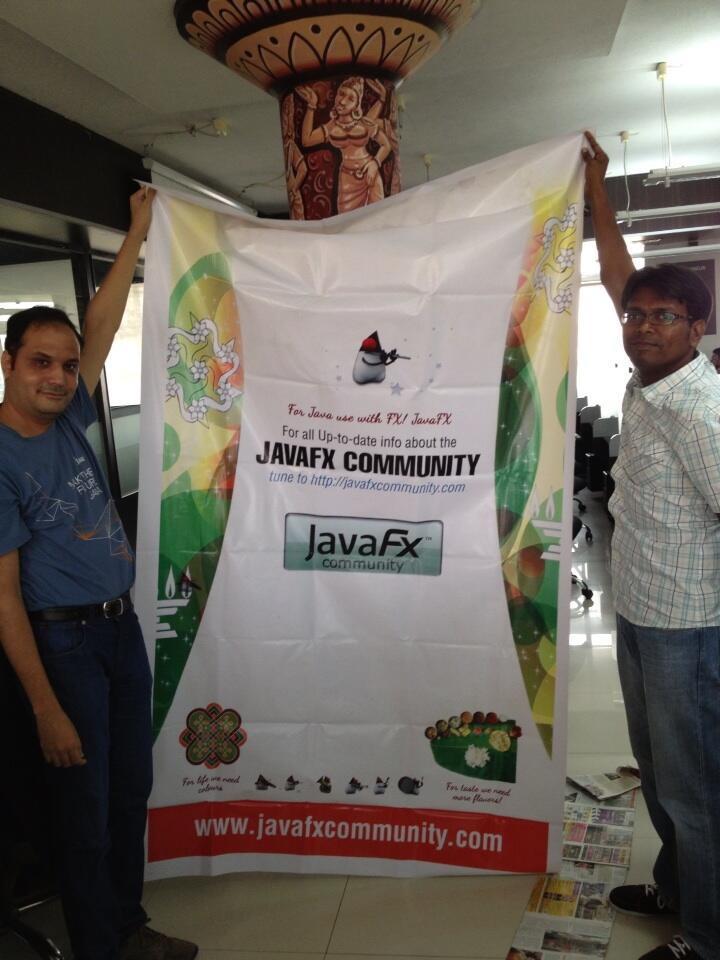 For Java use with FX! JavaFX
For all Up-to-date info about the
JAVAFX COMMUNITY
tune to http://javafxcommunity.com
JavaFx™
community
For life we need
colours
For taste we need
more flavors!
www.javafxcommunity.com